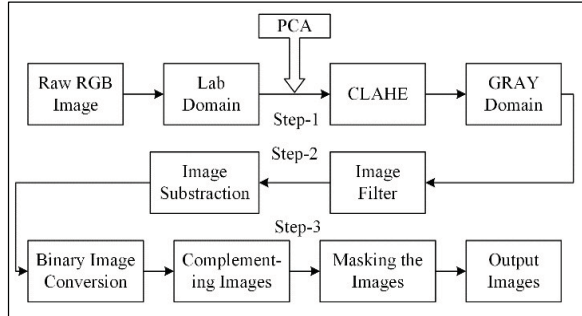 PCA
Raw RGB
Image
Lab
Domain
CLAHE
GRAY
Domain
Step-1
Step-2
Image
Substraction
Image
Filter
Step-3
Binary Image
Conversion
Complement-
ing Images
Masking the
Images
Output
Images